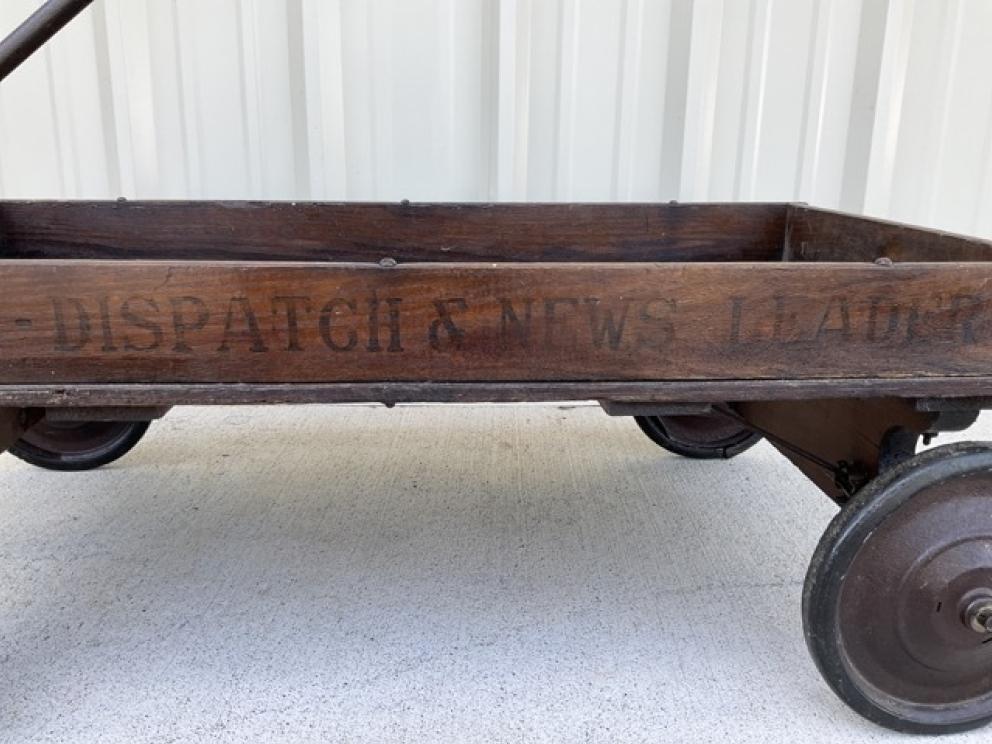 -DISPATCH & NEWS LEADER